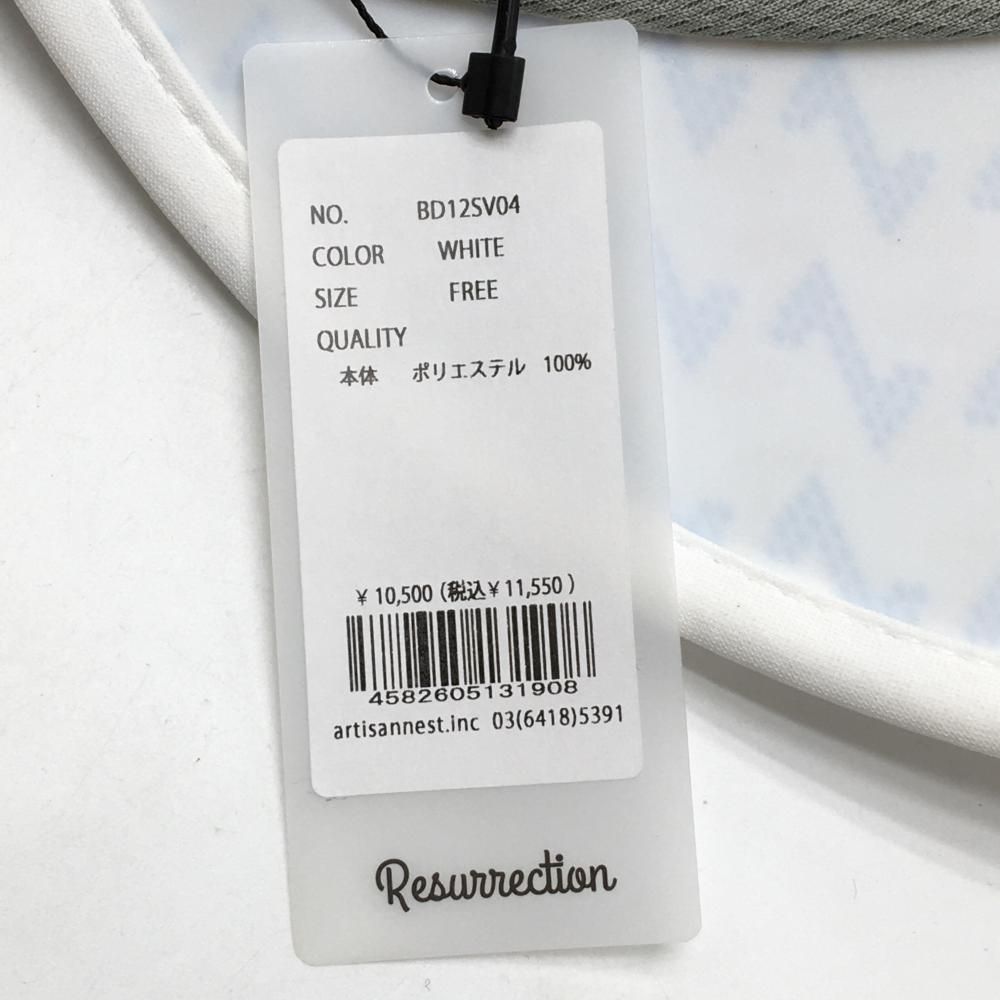 NO. BD12SV04
COLOR WHITE
SIZE FREE
QUALITY
本体 ポリエステル 100%
¥ 10,500 (税込¥ 11,550 )
4582605131908
artisannest.inc 03(6418)5391
Resurrection